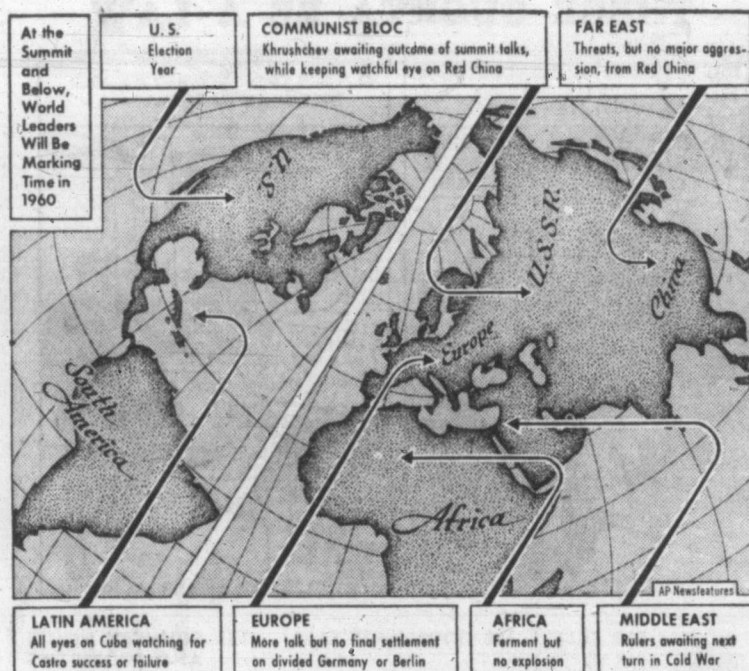 At the
Summit
and
Below,
World
Leaders
Will Be
Marking
Time in
1960
U. S.
Election
Year
COMMUNIST BLOC
Khrushchev awaiting outcome of summit talks,
while keeping watchful eye on Red China
FAR EAST
Threats, but no major aggres-
sion, from Red China
U.S.
U.S.S.R.
China
Europe
South
America
Africa
AP Newsfeatures
LATIN AMERICA
All eyes on Cuba watching for
Castro success or failure
EUROPE
More talk but no final settlement
on divided Germany or Berlin
AFRICA
Ferment but
no explosion
MIDDLE EAST
Rulers awaiting next
turn in Cold War